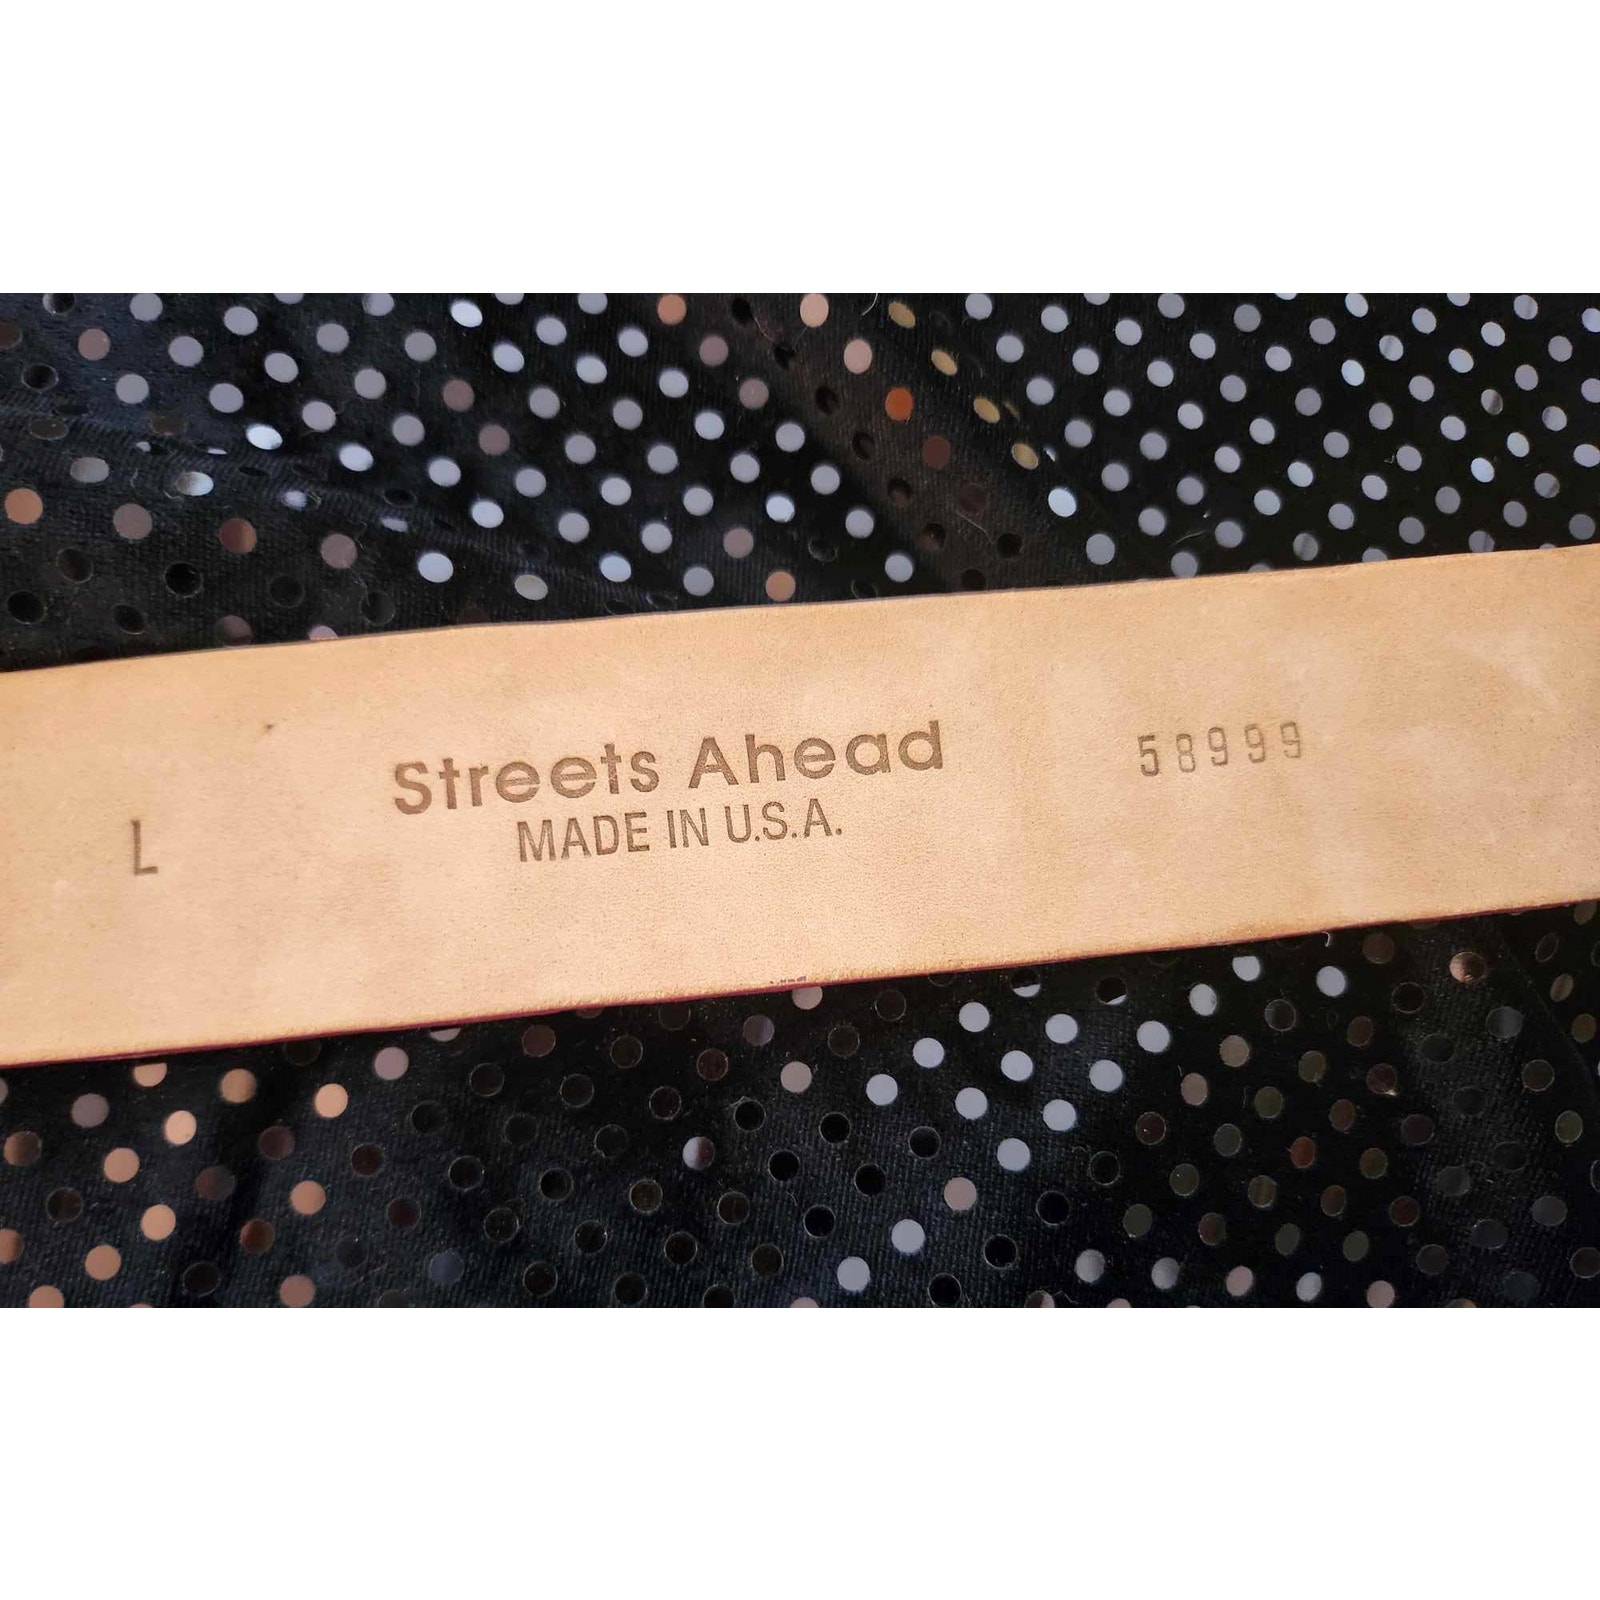 L
Streets Ahead
MADE IN U.S.A.
58999